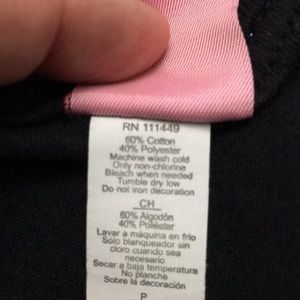 RN 111449
60% Cotton
40% Polyester
Machine wash cold
Only non-chlorine
Bleach when needed
Tumble dry low
Do not iron decoration
CH
60% Algodón
40% Poliéster
Lavar a máquina en frío
Solo blanqueador sin
cloro cuando sea
necesario
Secar a baja temperatura
No planche
Sobre la decoración
P